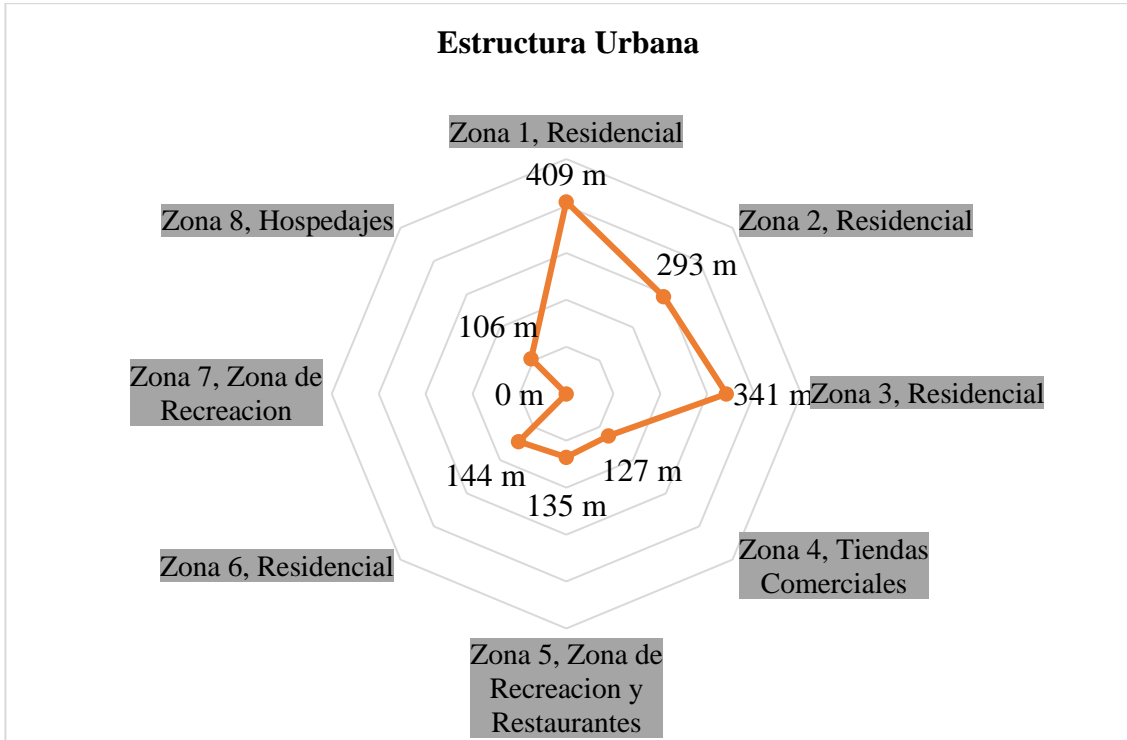 Estructura Urbana
Zona 1, Residencial
409 m
Zona 8, Hospedajes
Zona 2, Residencial
293 m
106 m
Zona 7, Zona de
Recreacion
0 m
341 m
Zona 3, Residencial
144 m
127 m
135 m
Zona 6, Residencial
Zona 4, Tiendas
Comerciales
Zona 5, Zona de
Recreacion y
Restaurantes